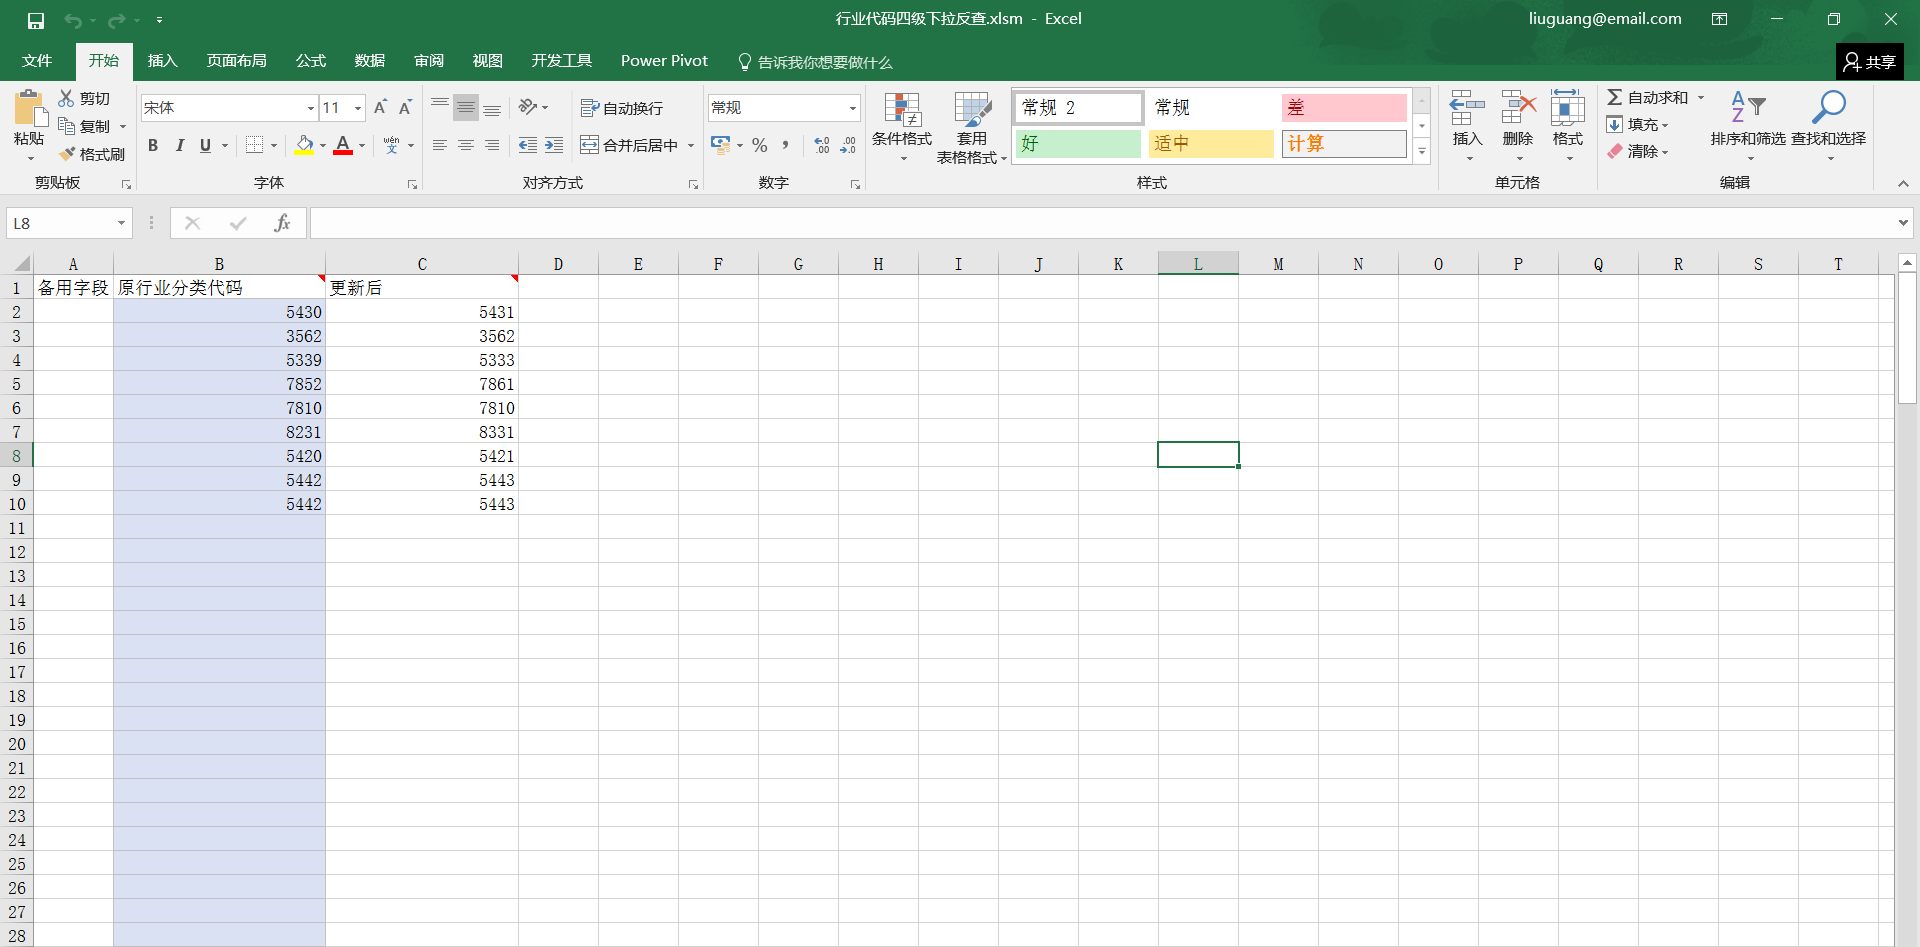 行业代码四级下拉反查.xlsm - Excel
liuguang@email.com
文件 开始 插入 页面布局 公式 数据 审阅 视图 开发工具 Power Pivot 告诉我你想要做什么 共享
粘贴 剪切 复制 格式刷 剪贴板
宋体 11 A A B I U A wén 文 字体
自动换行 合并后居中 对齐方式
常规 % .00 .0 数字
条件格式 套用 表格格式 常规 2 常规 差 好 适中 计算 样式
插入 删除 格式 单元格
自动求和 填充 清除 排序和筛选 查找和选择 编辑
L8 fx
A B C D E F G H I J K L M N O P Q R S T
1 备用字段 原行业分类代码 更新后
2 5430 5431
3 3562 3562
4 5339 5333
5 7852 7861
6 7810 7810
7 8231 8331
8 5420 5421
9 5442 5443
10 5442 5443
11
12
13
14
15
16
17
18
19
20
21
22
23
24
25
26
27
28